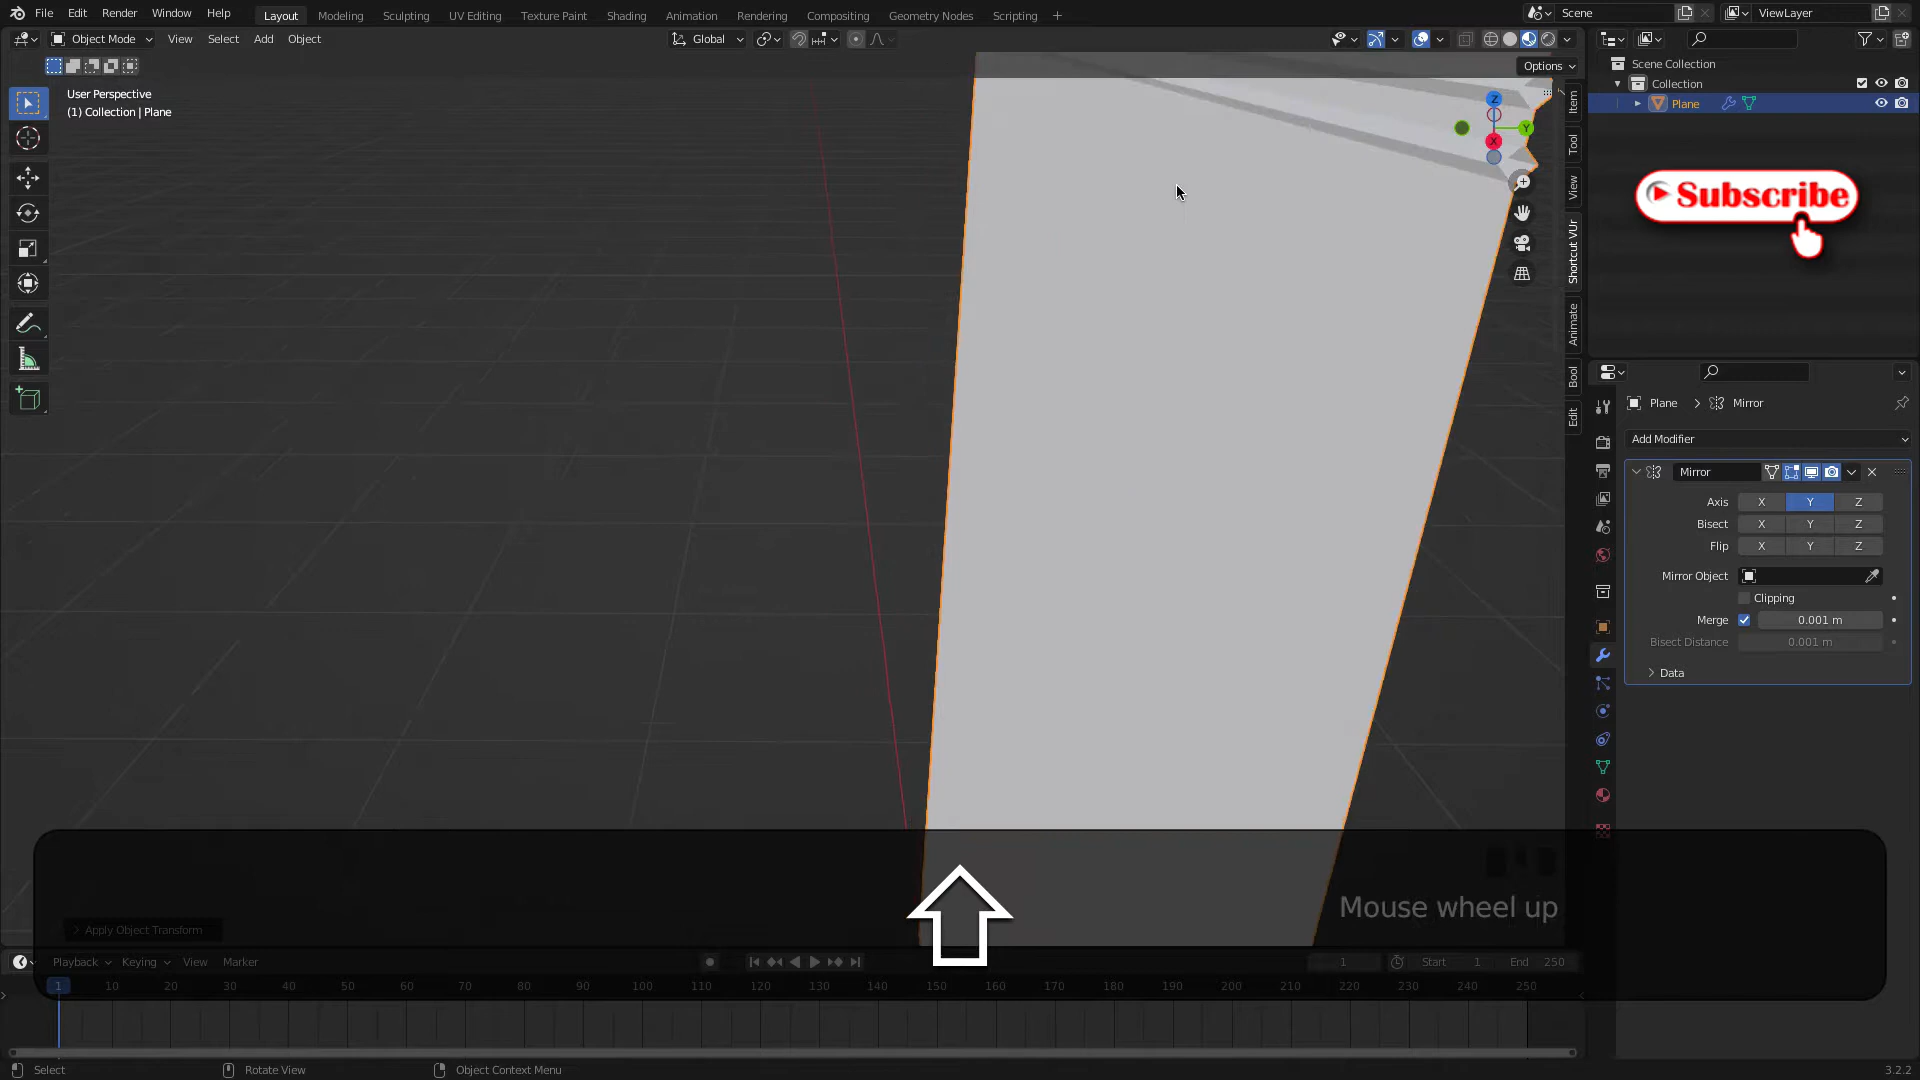 File Edit Render Window Help Layout Modeling Sculpting UV Editing Texture Paint Shading Animation Rendering Compositing Geometry Nodes Scripting + Scene ViewLayer
Object Mode View Select Add Object Global
Options
User Perspective
(1) Collection | Plane
Z
Y
X
Item
Tool
View
Shortcut VUr
Animate
Bool
Edit
Scene Collection
Collection
Plane
Subscribe
Plane > Mirror
Add Modifier
Mirror
Axis X Y Z
Bisect X Y Z
Flip X Y Z
Mirror Object
Clipping
Merge 0.001 m
Bisect Distance 0.001 m
Data
Mouse wheel up
Apply Object Transform
Playback Keying View Marker 1 Start 1 End 250
1 10 20 30 40 50 60 70 80 90 100 110 120 130 140 150 160 170 180 190 200 210 220 230 240 250
Select Rotate View Object Context Menu 3.2.2